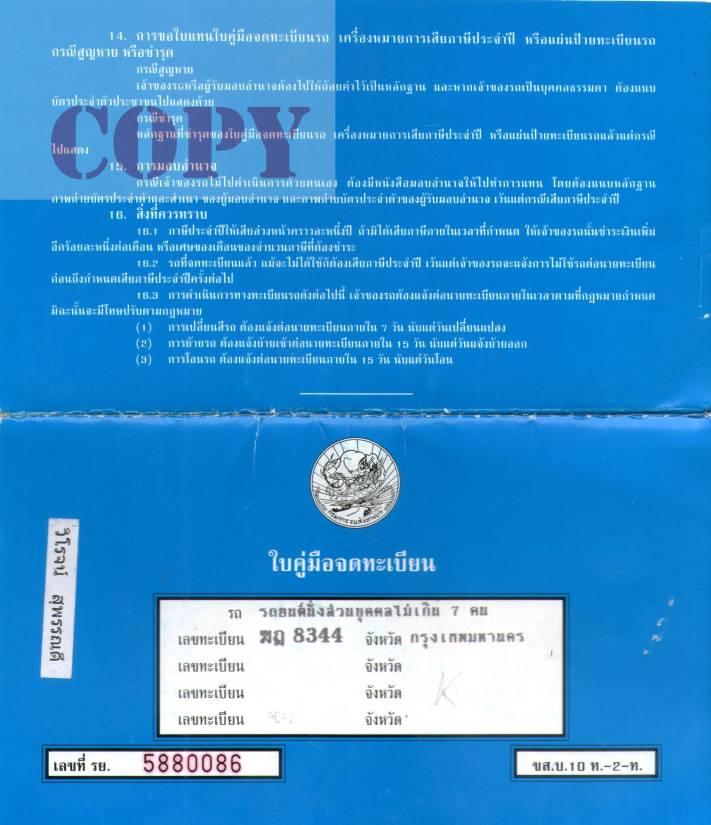 14. การขอใบแทนใบคู่มือจดทะเบียนรถ เครื่องหมายการเสียภาษีประจำปี หรือแผ่นป้ายทะเบียนรถ
กรณีสูญหาย หรือชำรุด
กรณีสูญหาย
เจ้าของรถหรือผู้รับมอบอำนาจต้องไปให้ถ้อยคำไว้เป็นหลักฐาน และหากเจ้าของรถเป็นบุคคลธรรมดา ต้องแนบ
บัตรประจำตัวประชาชนไปแสดงด้วย
กรณีชำรุด
หลักฐานที่ชำรุดของใบคู่มือจดทะเบียนรถ เครื่องหมายการเสียภาษีประจำปี หรือแผ่นป้ายทะเบียนรถแล้วแต่กรณี
ไปแสดง
COPY
15. การมอบอำนาจ
กรณีเจ้าของรถไม่ไปดำเนินการด้วยตนเอง ต้องมีหนังสือมอบอำนาจให้ไปทำการแทน โดยต้องแนบหลักฐาน
ภาพถ่ายบัตรประจำตัวและสำเนา ของผู้มอบอำนาจ และภาพถ่ายบัตรประจำตัวของผู้รับมอบอำนาจ เว้นแต่กรณีเสียภาษีประจำปี
16. สิ่งที่ควรทราบ
16.1 ภาษีประจำปีให้เสียล่วงหน้าคราวละหนึ่งปี ถ้ามิได้เสียภาษีภายในเวลาที่กำหนด ให้เจ้าของรถนั้นชำระเงินเพิ่ม
อีกร้อยละหนึ่งต่อเดือน หรือเศษของเดือนของจำนวนภาษีที่ต้องชำระ
16.2 รถที่จดทะเบียนแล้ว แม้จะไม่ได้ใช้ก็ต้องเสียภาษีประจำปี เว้นแต่เจ้าของรถจะแจ้งการไม่ใช้รถต่อนายทะเบียน
ก่อนถึงกำหนดเสียภาษีประจำปีครั้งต่อไป
16.3 การดำเนินการทางทะเบียนรถดังต่อไปนี้ เจ้าของรถต้องแจ้งต่อนายทะเบียนภายในเวลาตามที่กฎหมายกำหนด
มิฉะนั้นจะมีโทษปรับตามกฎหมาย
(1) การเปลี่ยนสีรถ ต้องแจ้งต่อนายทะเบียนภายใน 7 วัน นับแต่วันเปลี่ยนแปลง
(2) การย้ายรถ ต้องแจ้งย้ายเข้าต่อนายทะเบียนภายใน 15 วัน นับแต่วันแจ้งย้ายออก
(3) การโอนรถ ต้องแจ้งต่อนายทะเบียนภายใน 15 วัน นับแต่วันโอน
ใบคู่มือจดทะเบียน
วิโรจน์
รถ รถยนต์นั่งส่วนบุคคลไม่เกิน 7 คน
เลขทะเบียน ฆฎ 8344 จังหวัด กรุงเทพมหานคร
เลขทะเบียน จังหวัด
เลขทะเบียน จังหวัด
เลขทะเบียน จังหวัด
เลขที่ รย. 5880086
ขส.บ.10 ท.-2-ท.